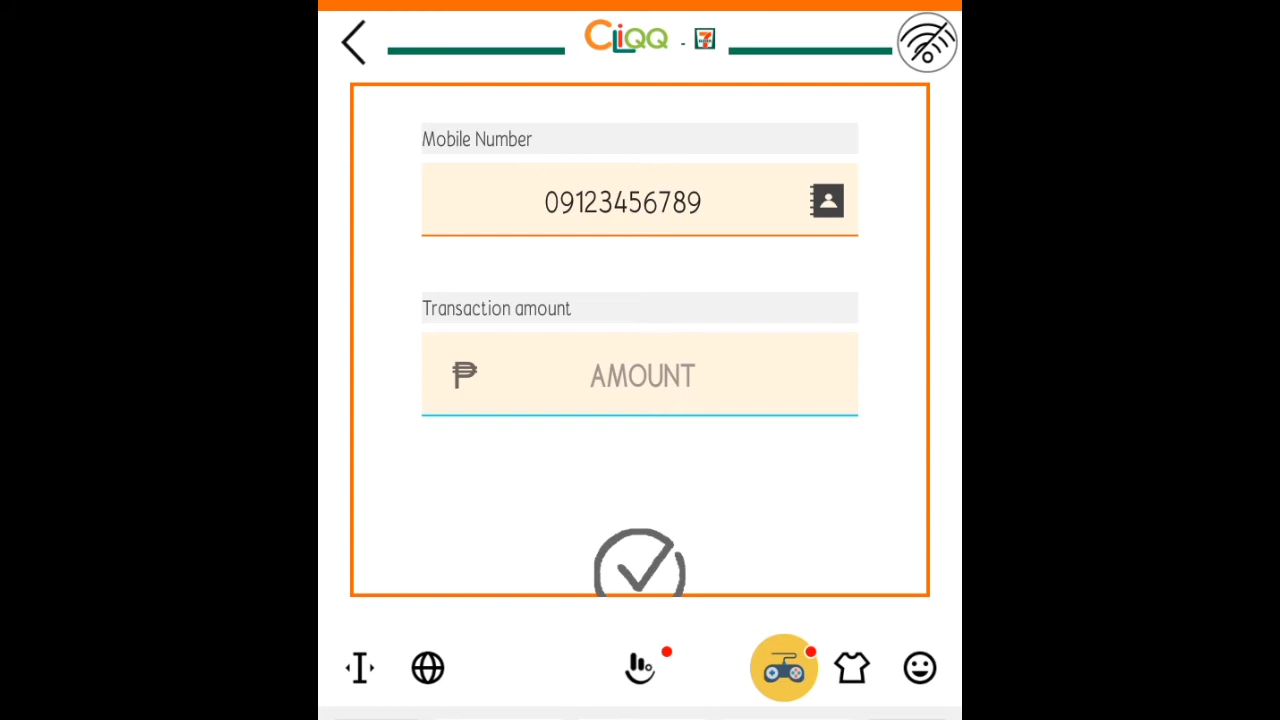 CLiQQ - 7
Mobile Number
09123456789
Transaction amount
₱ AMOUNT